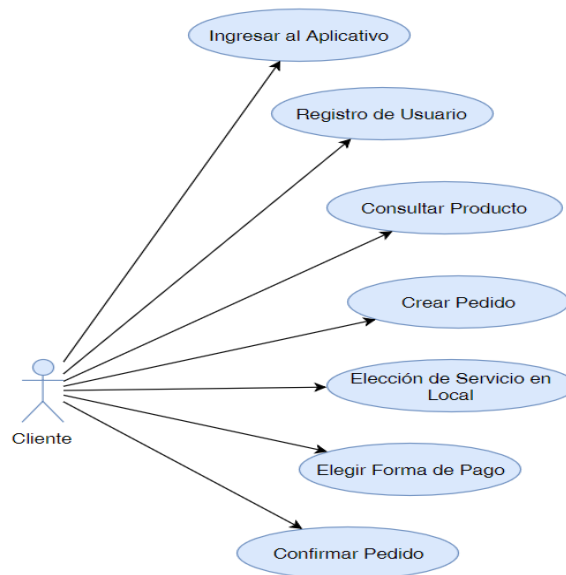 Ingresar al Aplicativo
Registro de Usuario
Consultar Producto
Crear Pedido
Elección de Servicio en
Local
Cliente
Elegir Forma de Pago
Confirmar Pedido